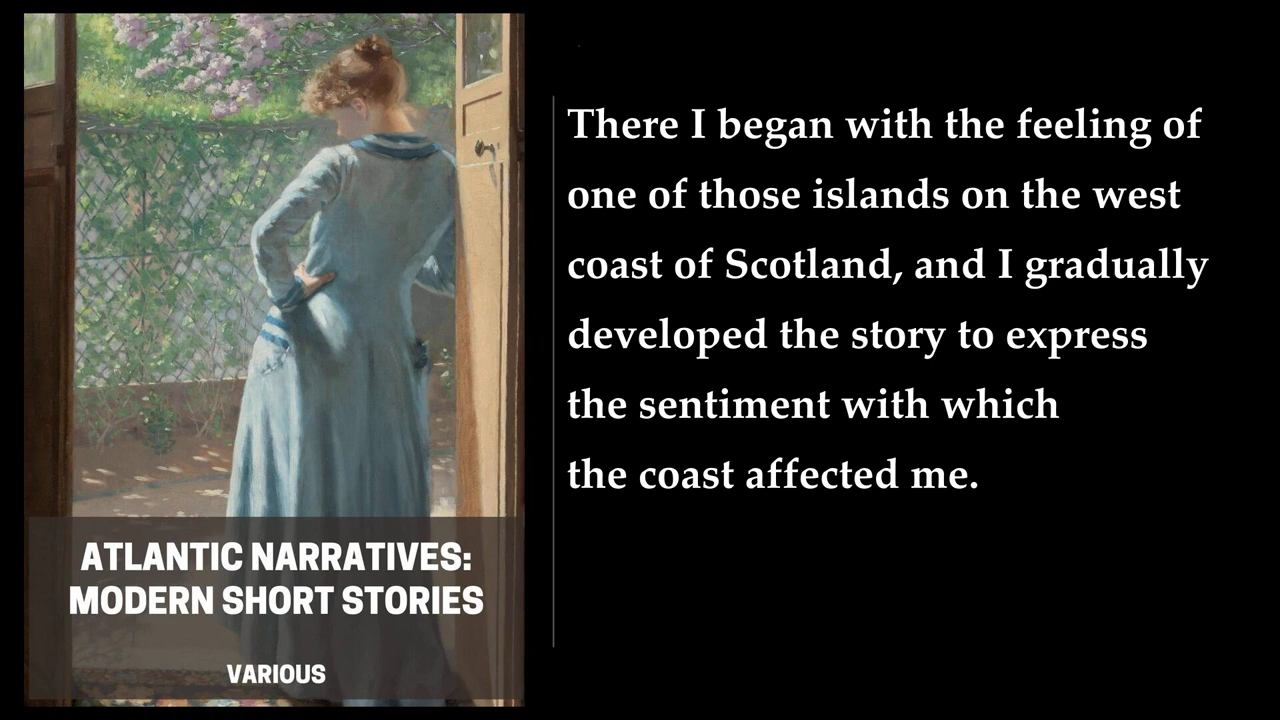 There I began with the feeling of
one of those islands on the west
coast of Scotland, and I gradually
developed the story to express
the sentiment with which
the coast affected me.
ATLANTIC NARRATIVES:
MODERN SHORT STORIES
VARIOUS